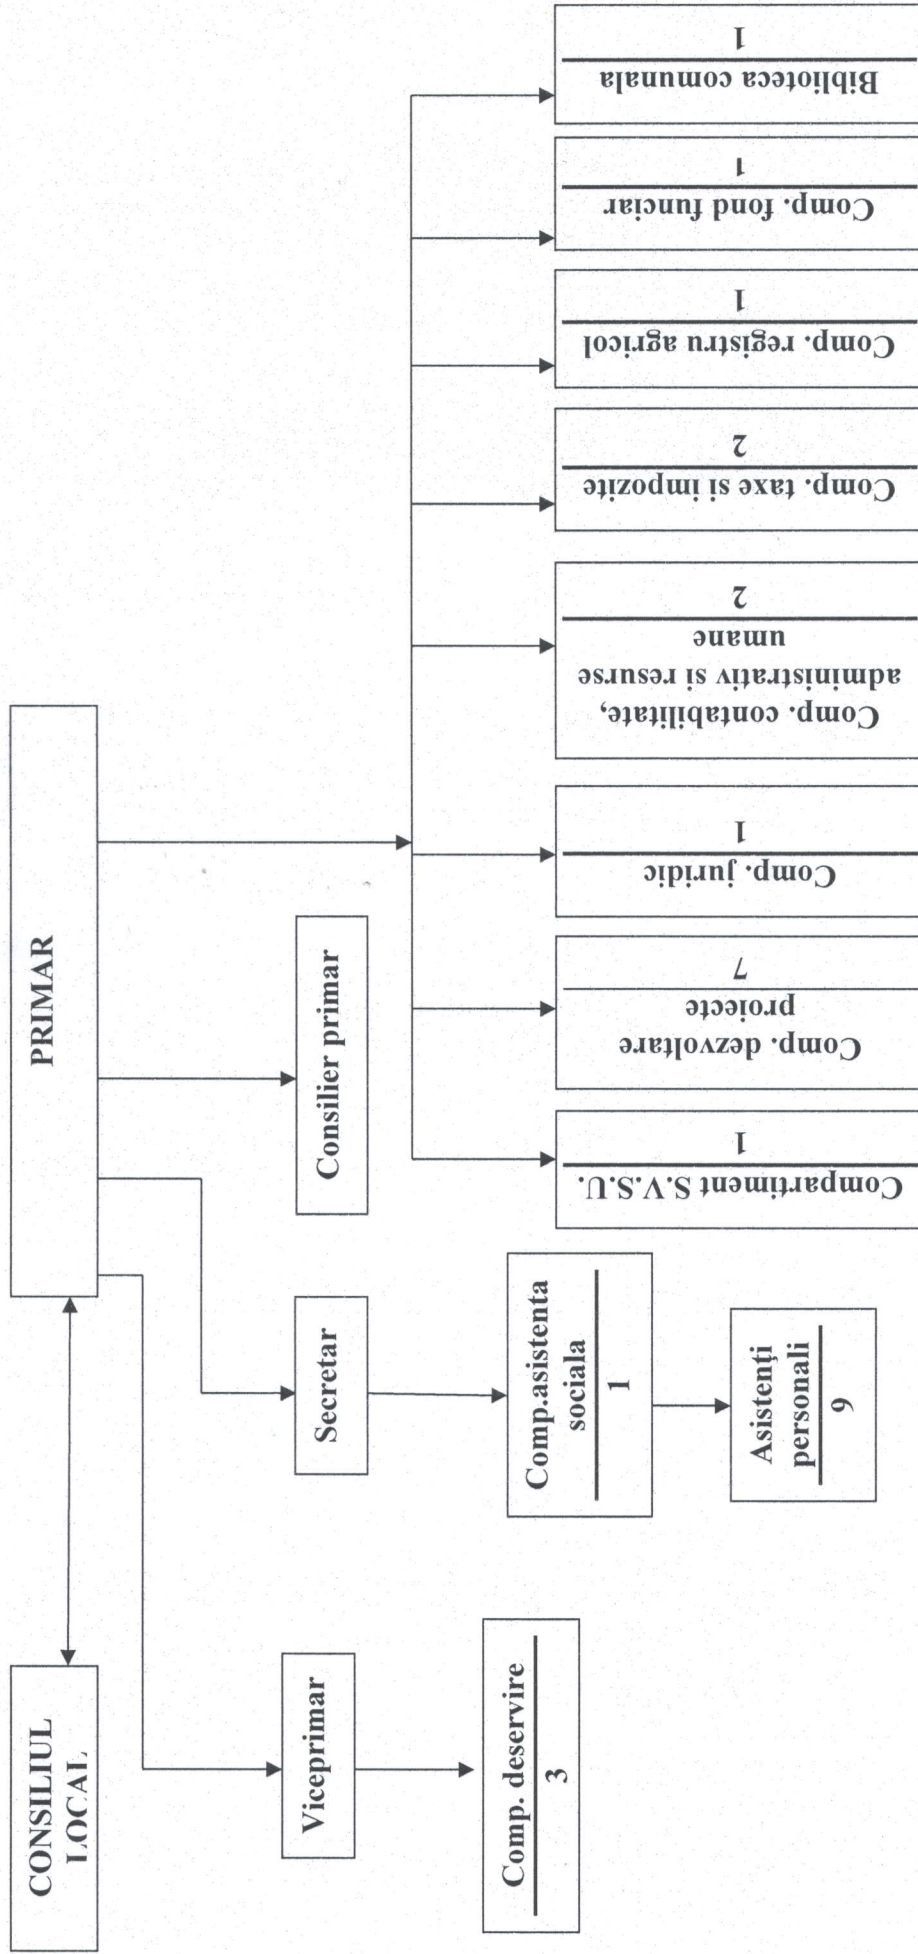 CONSILIUL
LOCAL
PRIMAR
Viceprimar
Secretar
Consilier primar
Comp. deservire
3
Comp.asistenta
sociala
1
Asistenţi
personali
9
Compartiment S.V.S.U.
1
Comp. dezvoltare
proiecte
7
Comp. juridic
1
Comp. contabilitate,
administrativ si resurse
umane
2
Comp. taxe si impozite
2
Comp. registru agricol
1
Comp. fond funciar
1
Biblioteca comunala
1